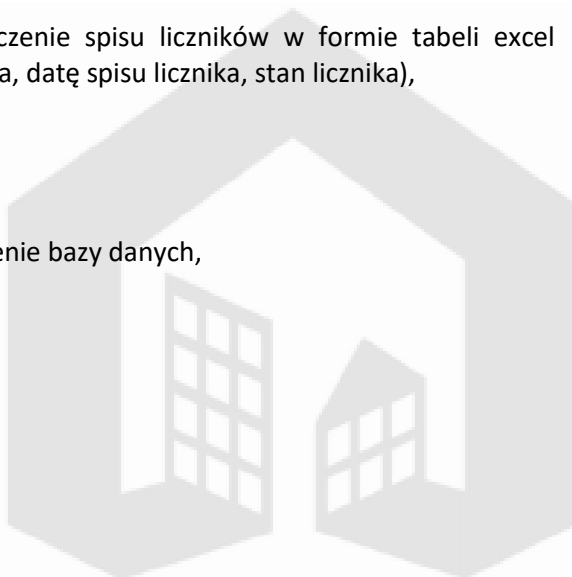 czenie spisu liczników w formie tabeli excel
a, datę spisu licznika, stan licznika),
enie bazy danych,